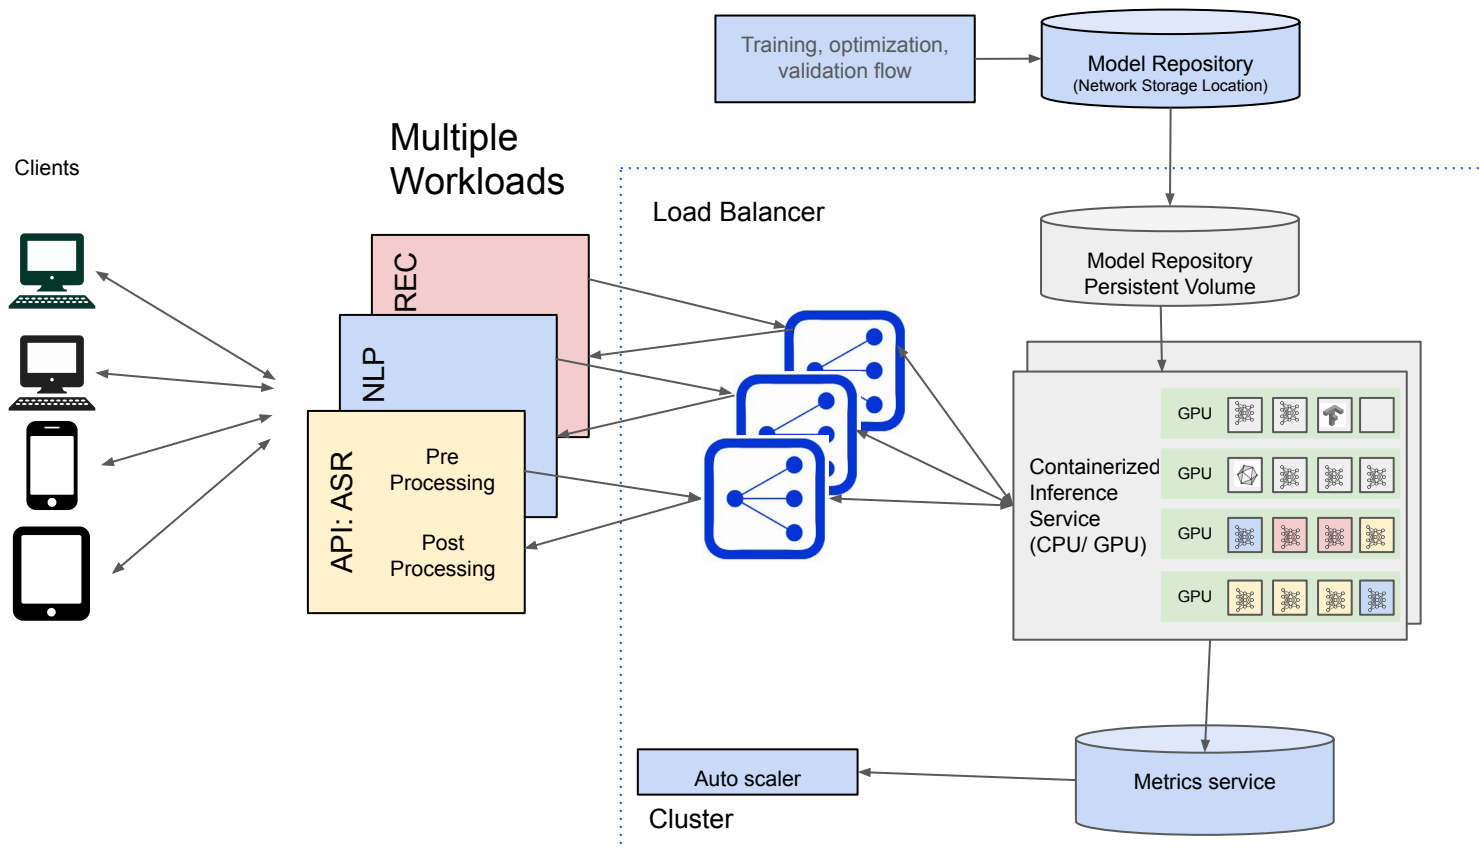 Training, optimization,
validation flow
Model Repository
(Network Storage Location)
Multiple
Workloads
Clients
Load Balancer
Model Repository
Persistent Volume
REC
NLP
API: ASR
Pre
Processing
Post
Processing
Containerized
Inference
Service
(CPU/ GPU)
GPU
GPU
GPU
GPU
Auto scaler
Metrics service
Cluster